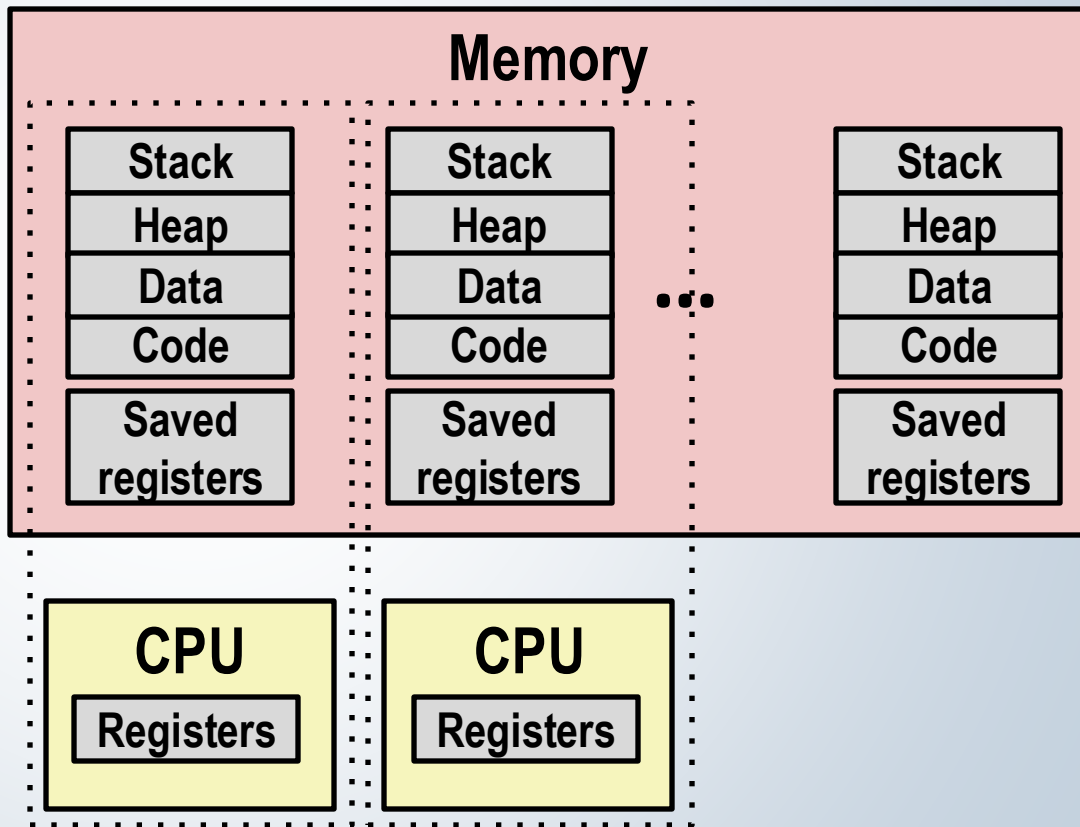 Memory
Stack
Heap
Data
Code
Saved
registers
Stack
Heap
Data
Code
Saved
registers
...
Stack
Heap
Data
Code
Saved
registers
CPU
Registers
CPU
Registers